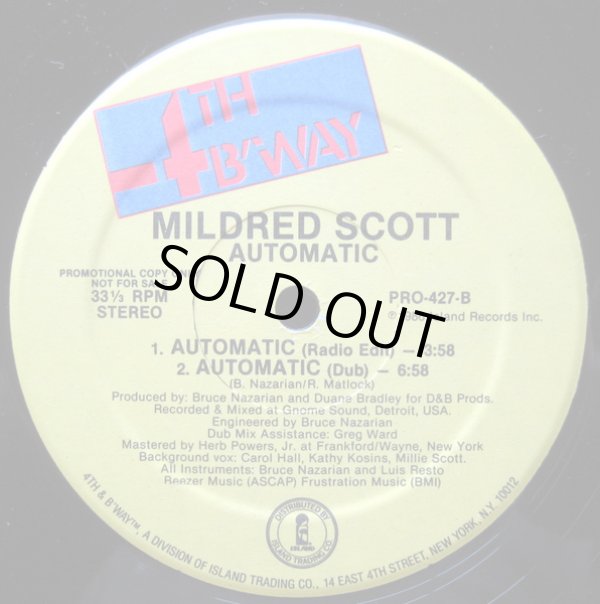 4TH
B'WAY
MILDRED SCOTT
AUTOMATIC
PROMOTIONAL COPY ONLY
NOT FOR
33⅓ RPM
STEREO
SOLD OUT
PRO-427-B
Island Records Inc.
1. AUTOMATIC (Radio Edit) — 3:58
2. AUTOMATIC (Dub) — 6:58
(B. Nazarian/R. Matlock)
Produced by: Bruce Nazarian and Duane Bradley for D&B Prods.
Recorded & Mixed at Gnome Sound, Detroit, USA.
Engineered by Bruce Nazarian
Dub Mix Assistance: Greg Ward
Mastered by Herb Powers, Jr. at Frankford/Wayne, New York
Background vox: Carol Hall, Kathy Kosins, Millie Scott.
All Instruments: Bruce Nazarian and Luis Resto
Beezer Music (ASCAP) Frustration Music (BMI)
DISTRIBUTED BY
ISLAND
ISLAND TRADING CO.
4TH & B'WAY™, A DIVISION OF ISLAND TRADING CO., 14 EAST 4TH STREET, NEW YORK, N.Y. 10012